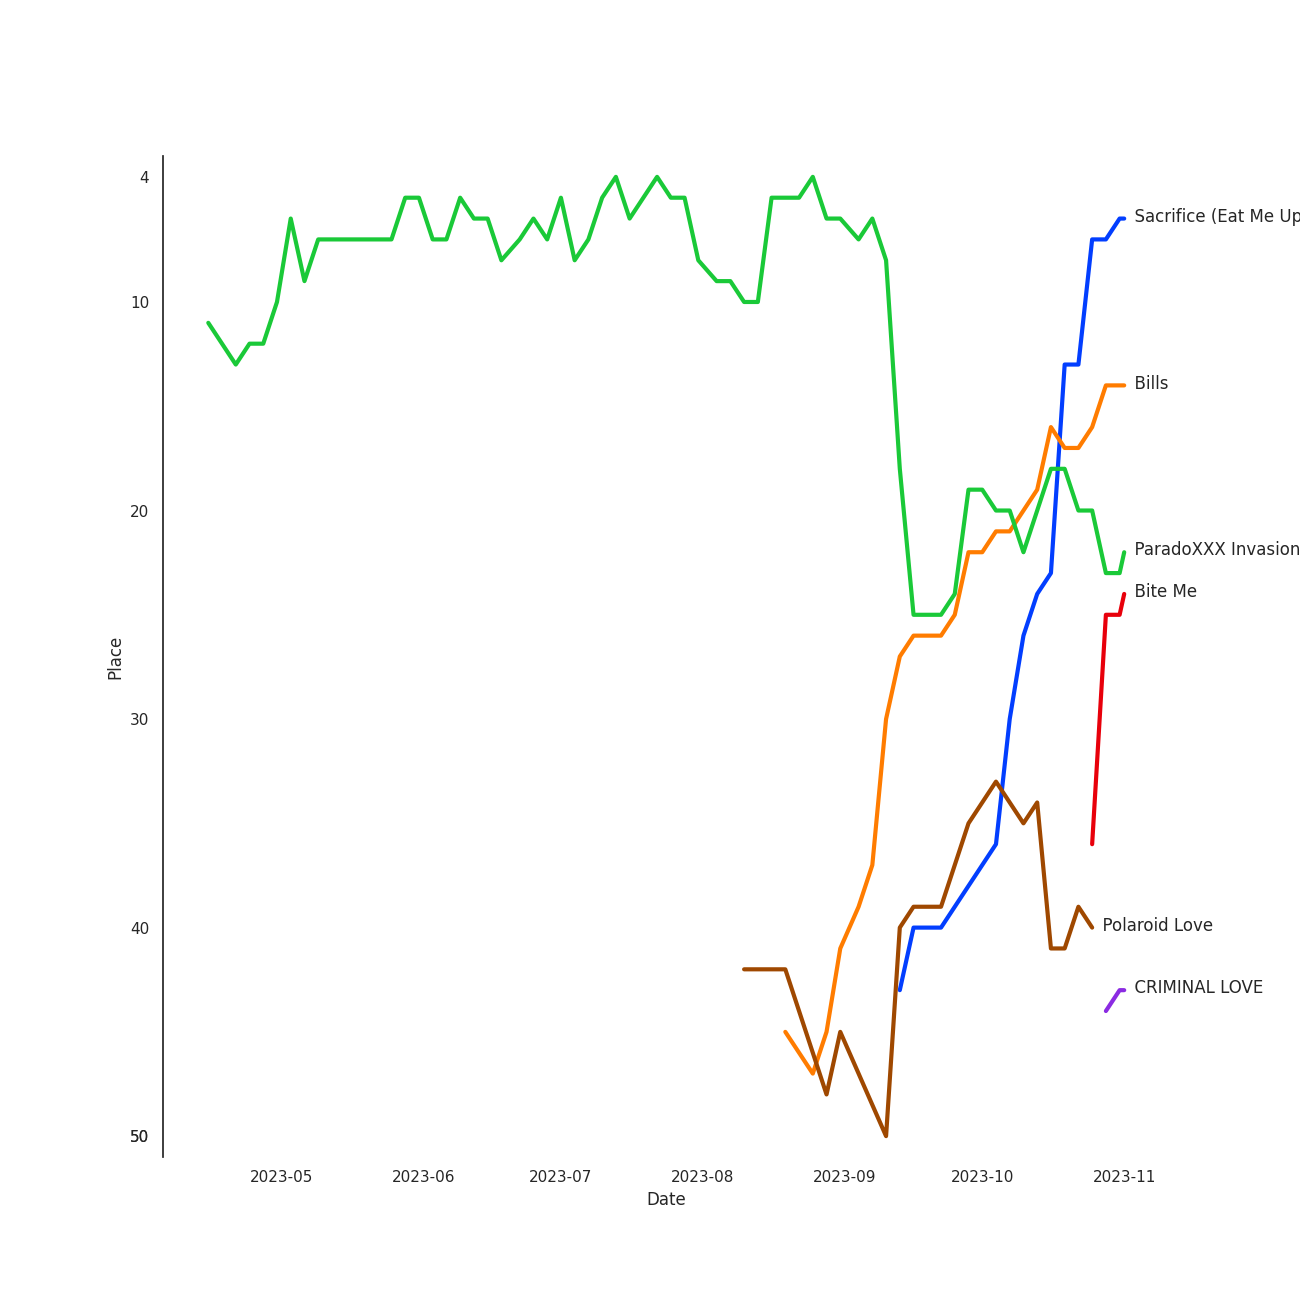 4
10
20
30
40
50
Place
2023-05
2023-06
2023-07
2023-08
2023-09
2023-10
2023-11
Date
Sacrifice (Eat Me Up
Bills
ParadoXXX Invasion
Bite Me
Polaroid Love
CRIMINAL LOVE